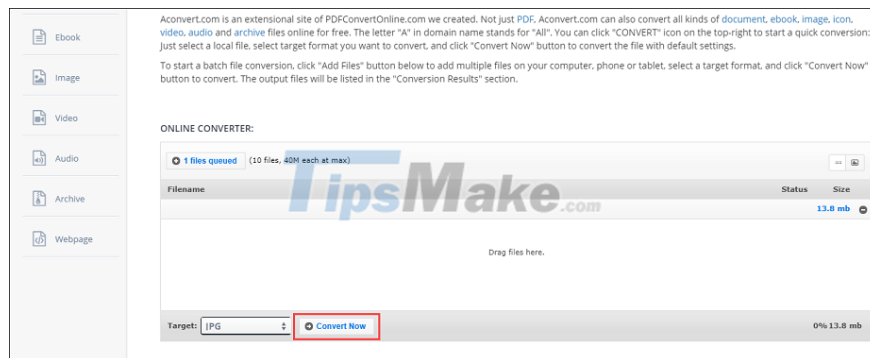 Aconvert.com is an extensional site of PDFConvertOnline.com we created. Not just PDF, Aconvert.com can also convert all kinds of document, ebook, image, icon,
video, audio and archive files online for free. The letter "A" in domain name stands for "All". You can click "CONVERT" icon on the top-right to start a quick conversion:
Just select a local file, select target format you want to convert, and click "Convert Now" button to convert the file with default settings.
To start a batch file conversion, click "Add Files" button below to add multiple files on your computer, phone or tablet, select a target format, and click "Convert Now"
button to convert. The output files will be listed in the "Conversion Results" section.
Ebook
Image
Video
Audio
Archive
Webpage
ONLINE CONVERTER:
1 files queued (10 files, 40M each at max)
Filename Status Size
13.8 mb
TipsMake.com
Drag files here.
Target: JPG Convert Now 0% 13.8 mb